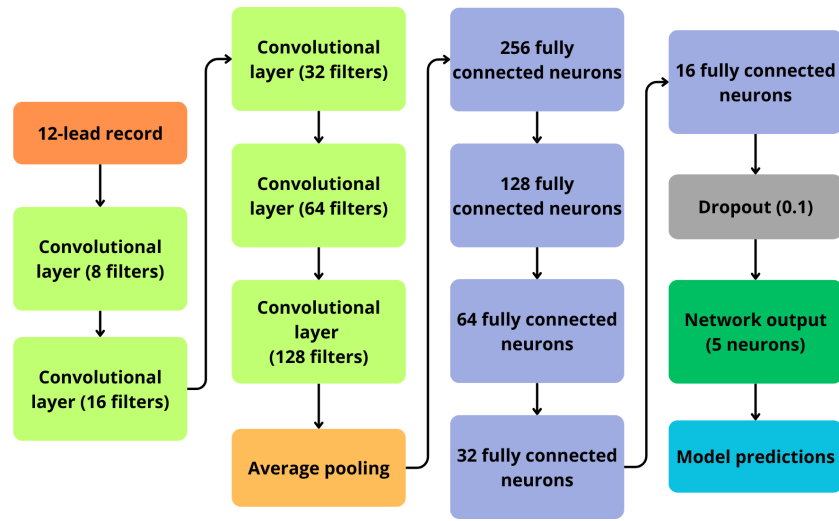 12-lead record
Convolutional
layer (8 filters)
Convolutional
layer (16 filters)
Convolutional
layer (32 filters)
Convolutional
layer (64 filters)
Convolutional
layer
(128 filters)
Average pooling
256 fully
connected neurons
128 fully
connected neurons
64 fully connected
neurons
32 fully connected
neurons
16 fully connected
neurons
Dropout (0.1)
Network output
(5 neurons)
Model predictions